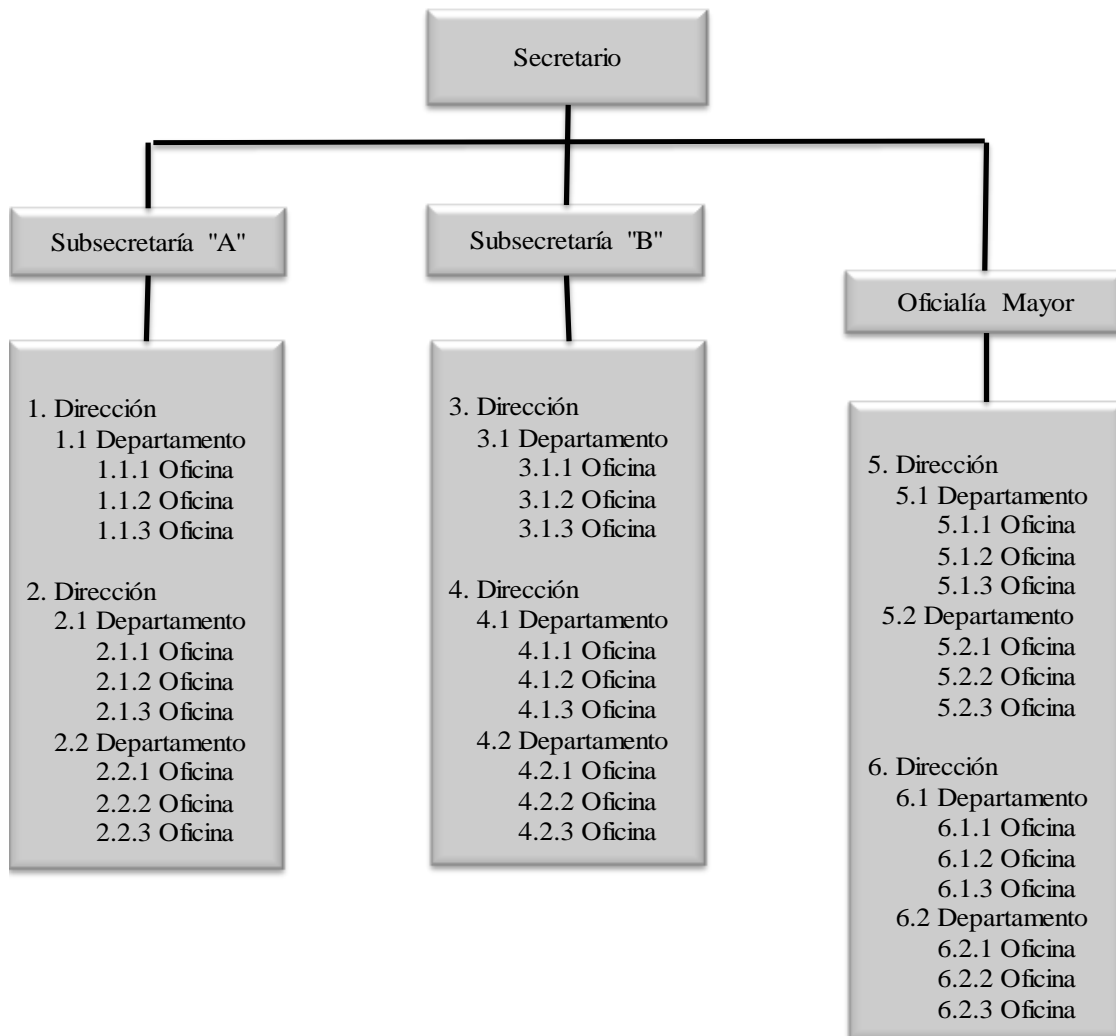 Secretario
Subsecretaría "A"
1. Dirección
1.1 Departamento
1.1.1 Oficina
1.1.2 Oficina
1.1.3 Oficina
2. Dirección
2.1 Departamento
2.1.1 Oficina
2.1.2 Oficina
2.1.3 Oficina
2.2 Departamento
2.2.1 Oficina
2.2.2 Oficina
2.2.3 Oficina
Subsecretaría "B"
3. Dirección
3.1 Departamento
3.1.1 Oficina
3.1.2 Oficina
3.1.3 Oficina
4. Dirección
4.1 Departamento
4.1.1 Oficina
4.1.2 Oficina
4.1.3 Oficina
4.2 Departamento
4.2.1 Oficina
4.2.2 Oficina
4.2.3 Oficina
Oficialía Mayor
5. Dirección
5.1 Departamento
5.1.1 Oficina
5.1.2 Oficina
5.1.3 Oficina
5.2 Departamento
5.2.1 Oficina
5.2.2 Oficina
5.2.3 Oficina
6. Dirección
6.1 Departamento
6.1.1 Oficina
6.1.2 Oficina
6.1.3 Oficina
6.2 Departamento
6.2.1 Oficina
6.2.2 Oficina
6.2.3 Oficina